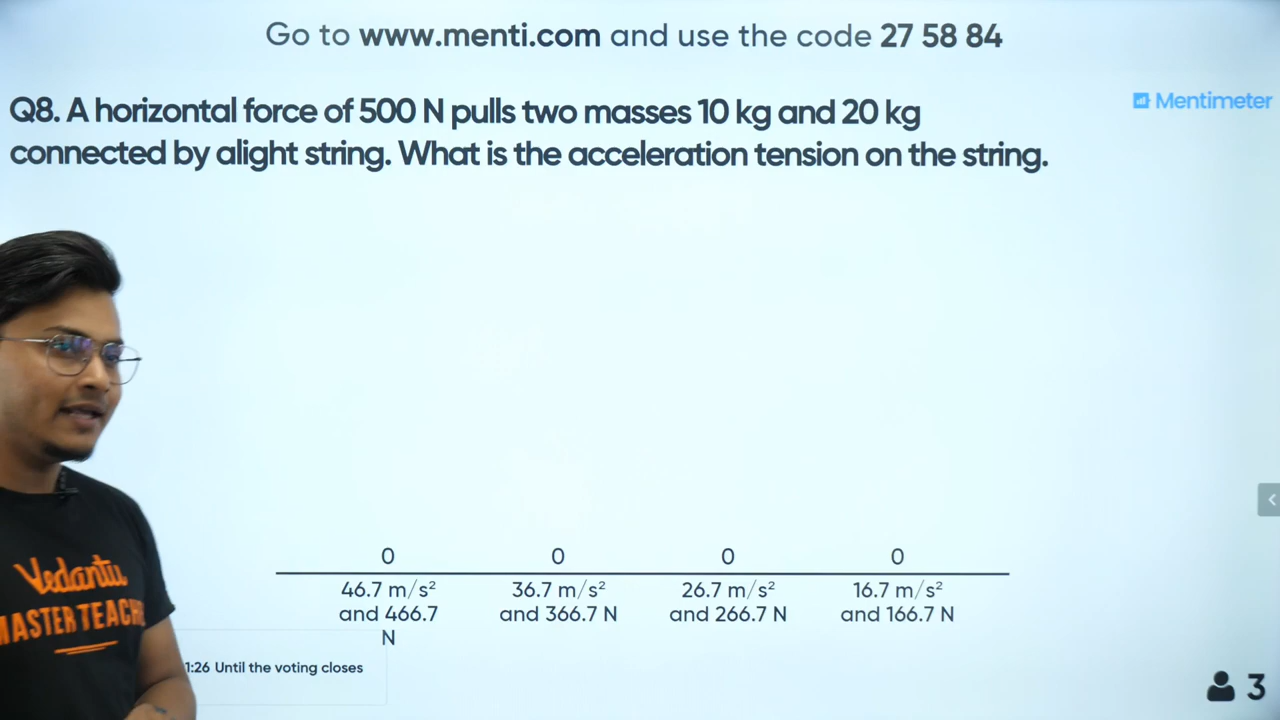 Go to www.menti.com and use the code 27 58 84
Mentimeter
Q8. A horizontal force of 500 N pulls two masses 10 kg and 20 kg
connected by alight string. What is the acceleration tension on the string.
0
0
0
0
46.7 m/s²
and 466.7
N
36.7 m/s²
and 366.7 N
26.7 m/s²
and 266.7 N
16.7 m/s²
and 166.7 N
1:26 Until the voting closes
3
Vedantu
MASTER TEACHE